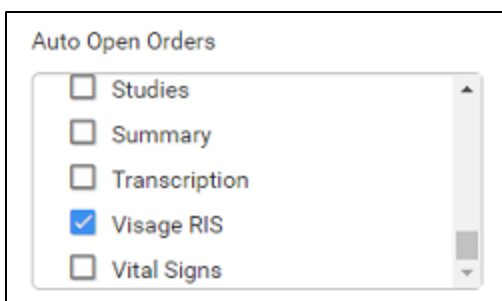 Auto Open Orders
Studies
Summary
Transcription
Visage RIS
Vital Signs